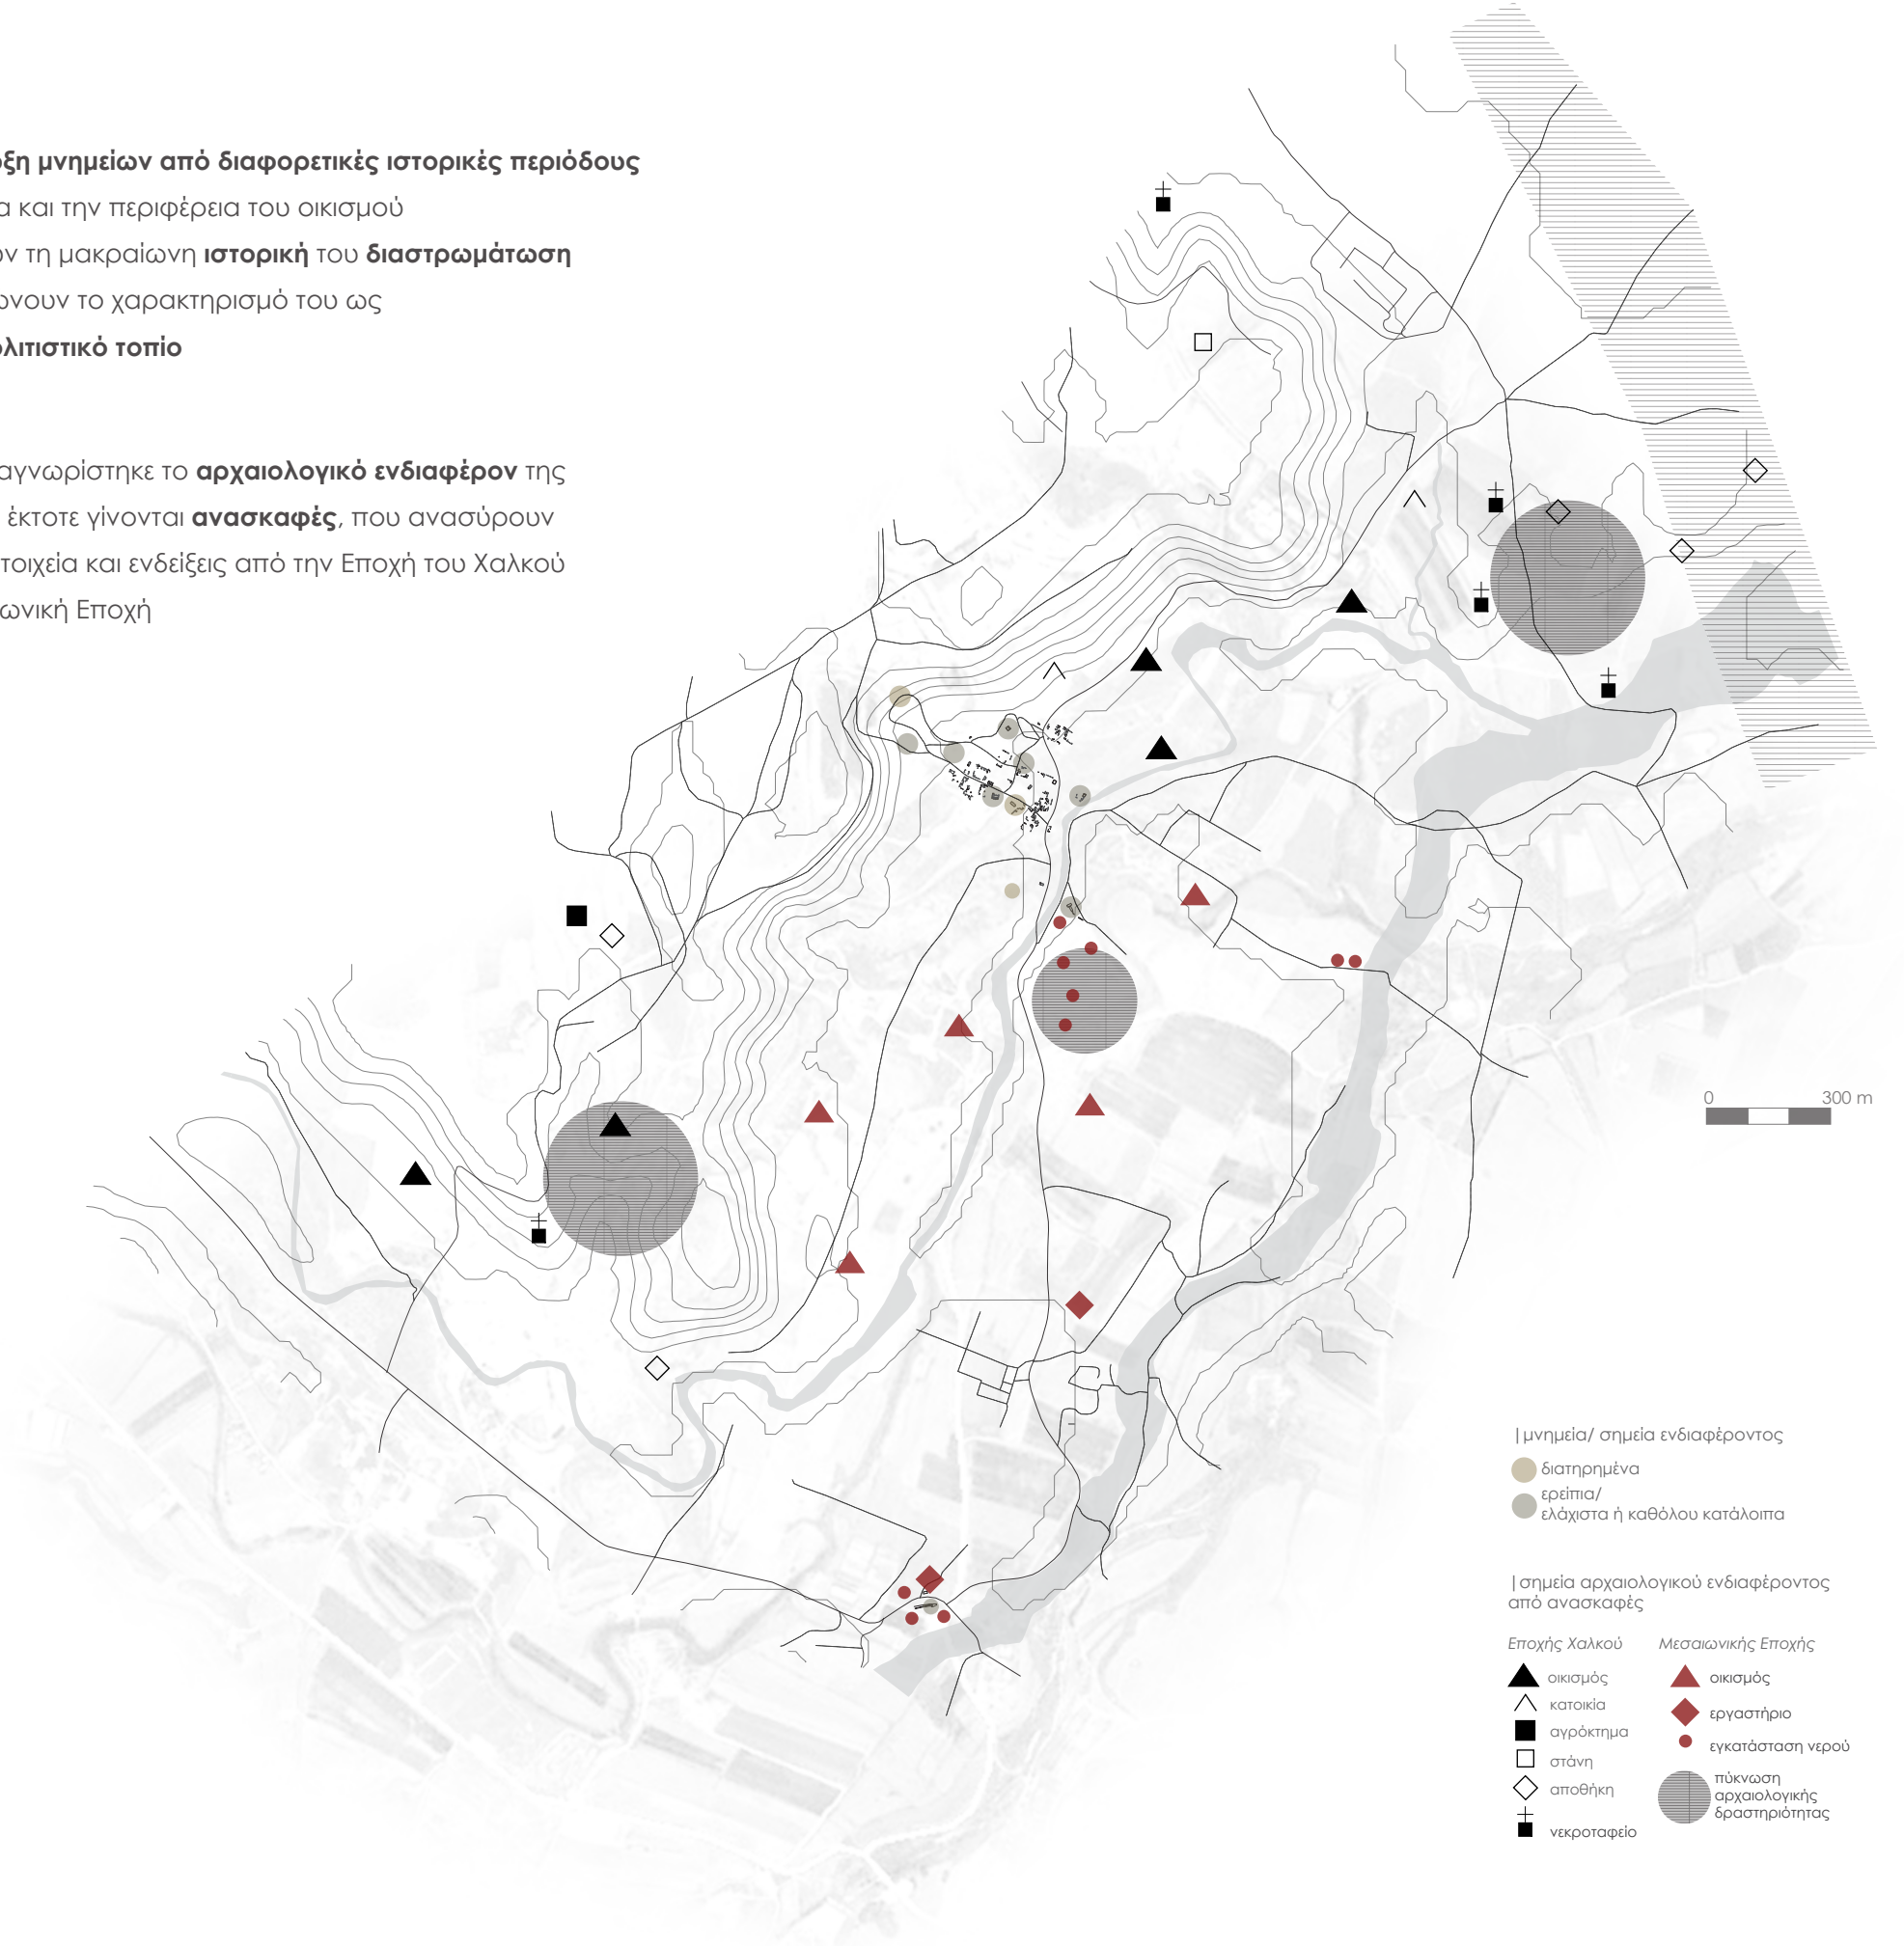 ξη μνημείων από διαφορετικές ιστορικές περιόδους
α και την περιφέρεια του οικισμού
ν τη μακραίωνη ιστορική του διαστρωμάτωση
νουν το χαρακτηρισμό του ως
λιτιστικό τοπίο
αγνωρίστηκε το αρχαιολογικό ενδιαφέρον της
έκτοτε γίνονται ανασκαφές, που ανασύρουν
τοιχεία και ενδείξεις από την Εποχή του Χαλκού
ωνική Εποχή
0 300 m
| μνημεία/ σημεία ενδιαφέροντος
διατηρημένα
ερείπια/
ελάχιστα ή καθόλου κατάλοιπα
| σημεία αρχαιολογικού ενδιαφέροντος
από ανασκαφές
Εποχής Χαλκού
οικισμός
κατοικία
αγρόκτημα
στάνη
αποθήκη
νεκροταφείο
Μεσαιωνικής Εποχής
οικισμός
εργαστήριο
εγκατάσταση νερού
πύκνωση
αρχαιολογικής
δραστηριότητας